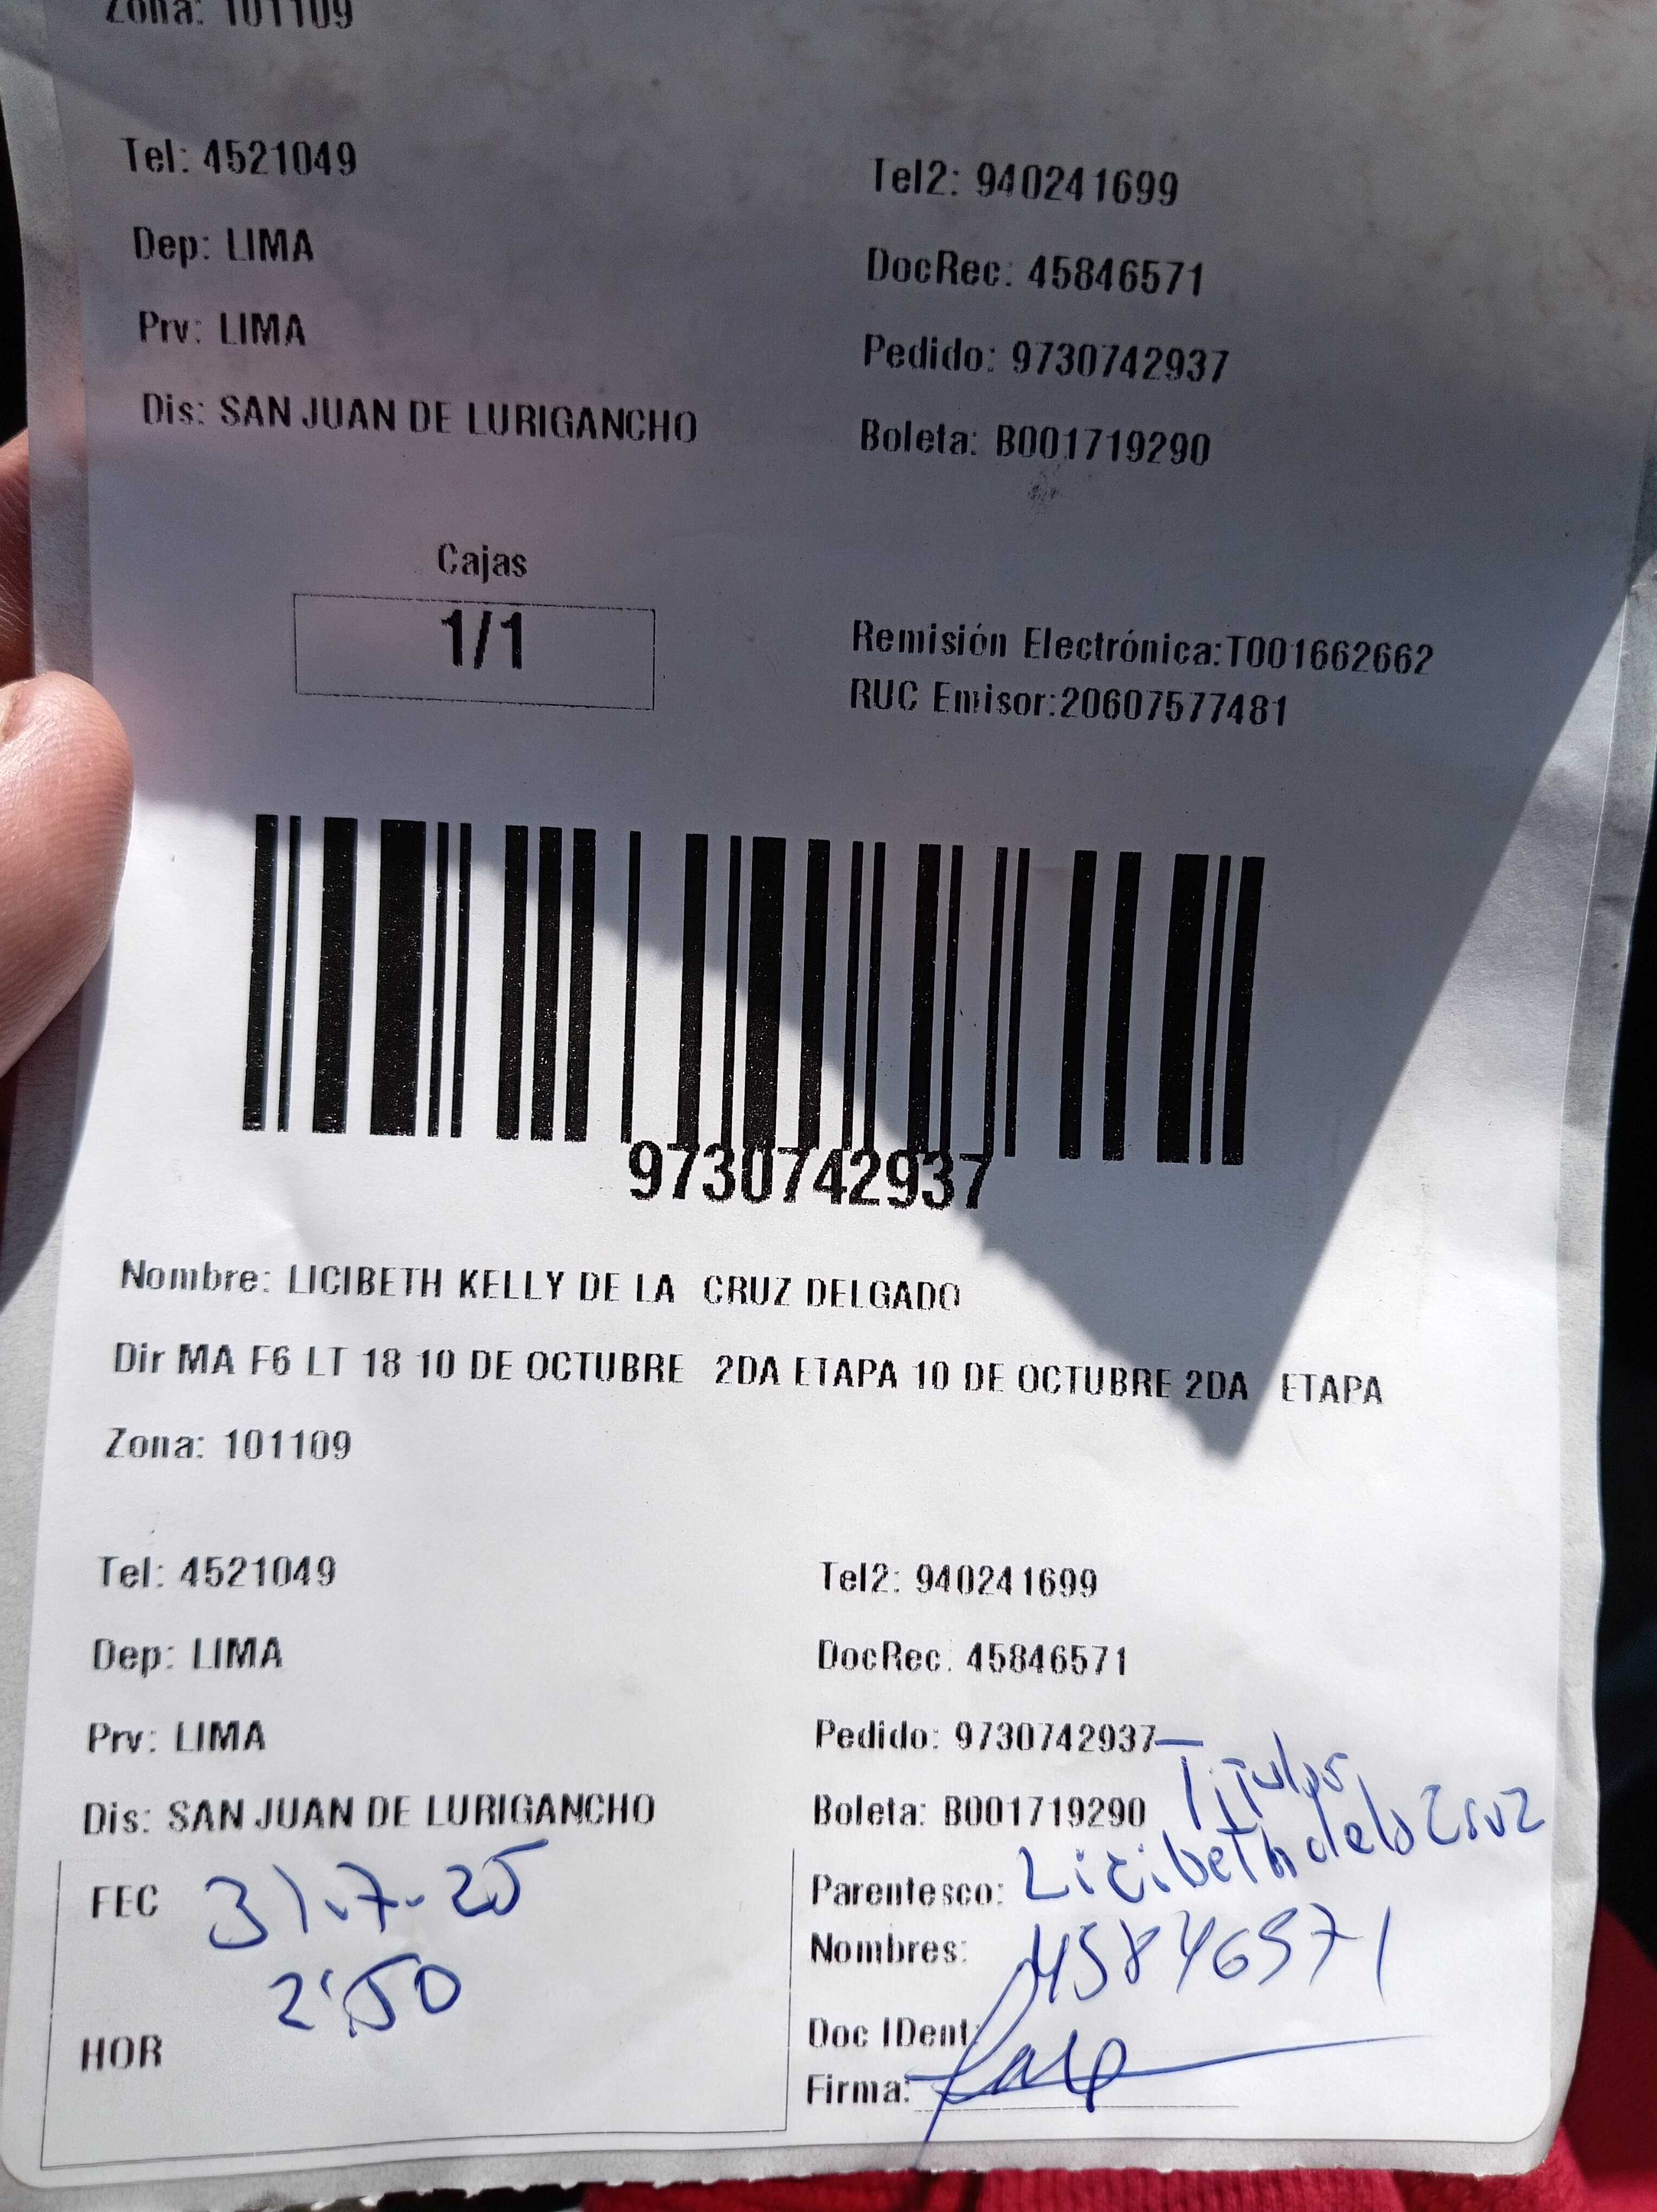 Zona: 101109
Tel: 4521049 Tel2: 940241699
Dep: LIMA DocRec: 45846571
Prv: LIMA Pedido: 9730742937
Dis: SAN JUAN DE LURIGANCHO Boleta: B001719290
Cajas
1/1
Remisión Electrónica:T001662662
RUC Emisor:20607577481
9730742937
Nombre: LICIBETH KELLY DE LA CRUZ DELGADO
Dir MA F6 LT 18 10 DE OCTUBRE 2DA ETAPA 10 DE OCTUBRE 2DA ETAPA
Zona: 101109
Tel: 4521049 Tel2: 940241699
Dep: LIMA DocRec: 45846571
Prv: LIMA Pedido: 9730742937
Titular
Dis: SAN JUAN DE LURIGANCHO Boleta: B001719290
FEC 31.7.25 Parentesco: Licibeth de la Cruz
2:50 Nombres: 45846571
HOR Doc IDent:
Firma: